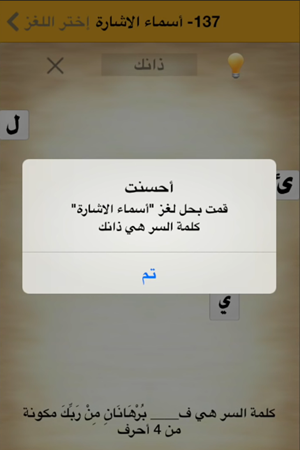 137- أسماء الاشارة إختر اللغز
ذانك
ل
أحسنت
قمت بحل لغز "أسماء الاشارة"
كلمة السر هي ذانك
تم
ئ
ي
كلمة السر هي ف____ بُرْهَانَانِ مِنْ رَبِّكَ مكونة
من 4 أحرف